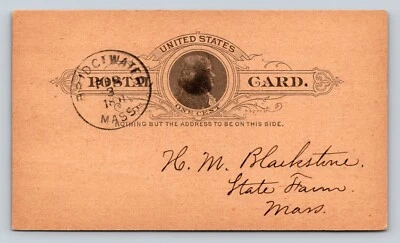 UNITED STATES
POSTAL CARD.
ONE CENT
NOTHING BUT THE ADDRESS TO BE ON THIS SIDE.
BRIDGEWATER
MASS.
H. M. Blackstone.
State Farm.
Mass.